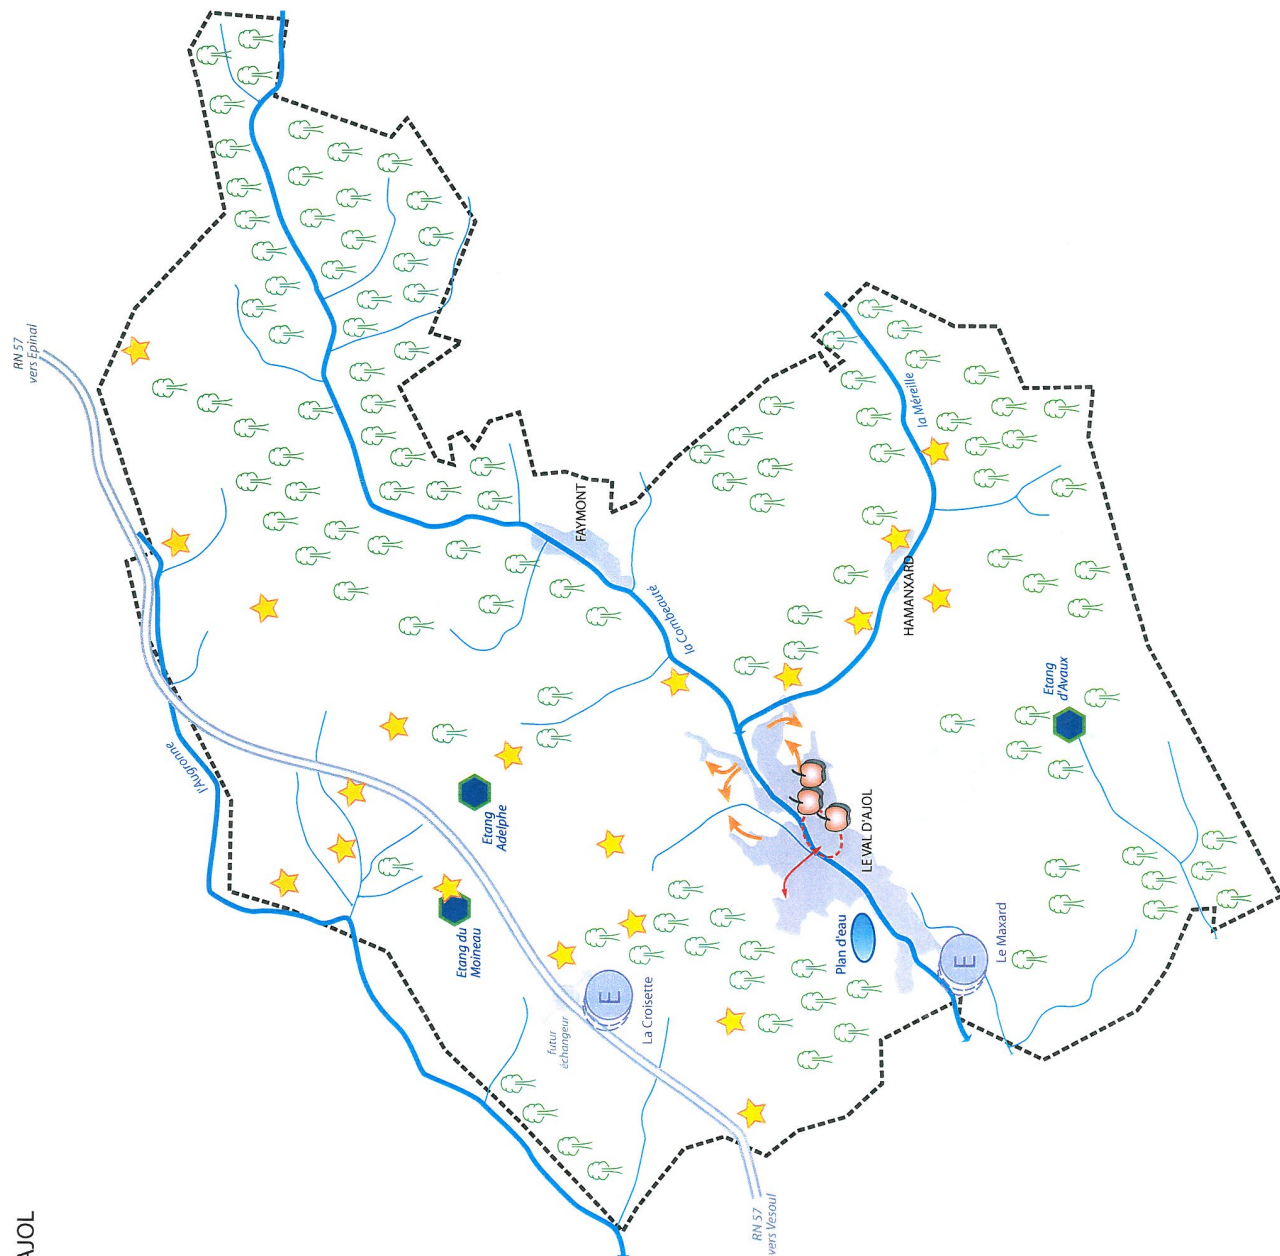 RN 57
vers Epinal
l'Augronne
FAYMONT
la Combeauté
la Méreille
HAMANXARD
Etang
d'Avaux
Etang
Adelphe
Etang du
Moineau
LE VAL D'AJOL
Plan d'eau
E
Le Maxard
E
La Croisette
futur
échangeur
RN 57
vers Vesoul
AJOL